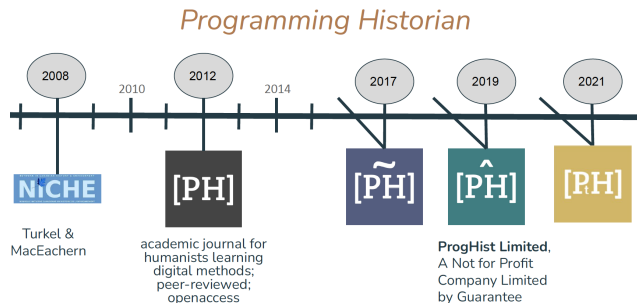 Programming Historian
2008
2010
2012
2014
2017
2019
2021
NiCHE
[PH]
[PH̃]
[PĤ]
[PH]
Turkel &
MacEachern
academic journal for
humanists learning
digital methods;
peer-reviewed;
openaccess
ProgHist Limited,
A Not for Profit
Company Limited
by Guarantee